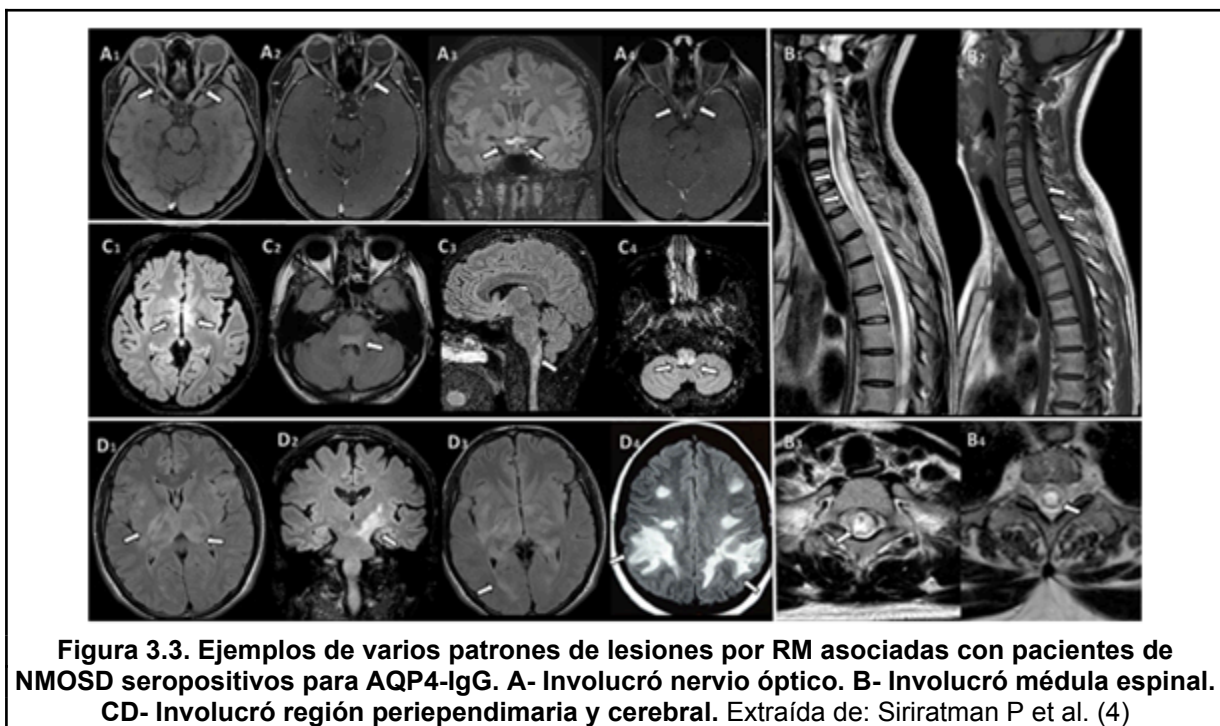 A1
A2
A3
A4
B1
B2
C1
C2
C3
C4
D1
D2
D3
D4
B3
B4
Figura 3.3. Ejemplos de varios patrones de lesiones por RM asociadas con pacientes de
NMOSD seropositivos para AQP4-IgG. A- Involucró nervio óptico. B- Involucró médula espinal.
CD- Involucró región periependimaria y cerebral. Extraída de: Siriratman P et al. (4)